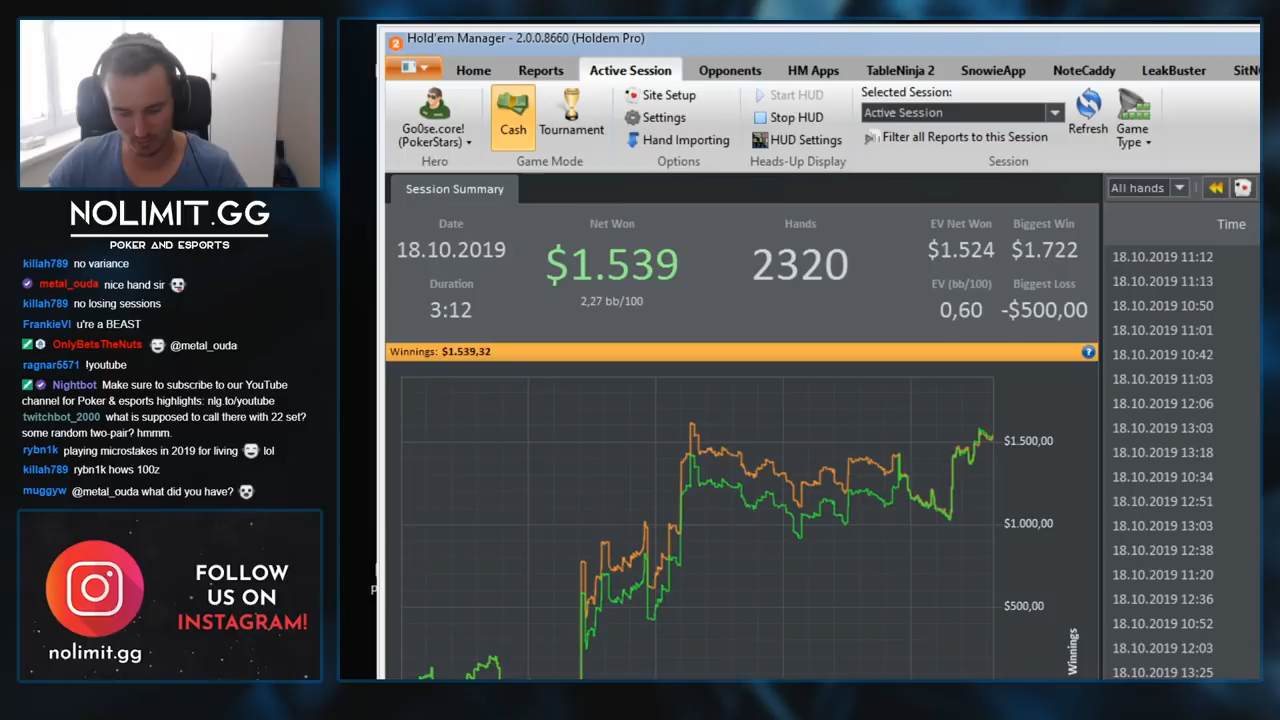 NOLIMIT.GG
POKER AND ESPORTS
killah789 no variance
metal_ouda nice hand sir
killah789 no losing sessions
FrankieVI u're a BEAST
OnlyBetsTheNuts @metal_ouda
ragnar5571 !youtube
Nightbot Make sure to subscribe to our YouTube
channel for Poker & esports highlights: nlg.to/youtube
twitchbot_2000 what is supposed to call there with 22 set?
some random two-pair? hmmm.
rybn1k playing microstakes in 2019 for living lol
killah789 rybn1k hows 100z
muggyw @metal_ouda what did you have?
FOLLOW
US ON
INSTAGRAM!
nolimit.gg
2 Hold'em Manager - 2.0.0.8660 (Holdem Pro)
Home Reports Active Session Opponents HM Apps TableNinja 2 SnowieApp NoteCaddy LeakBuster SitNG
Go0se.core!
(PokerStars)
Hero
Cash Tournament
Game Mode
Site Setup
Settings
Hand Importing
Options
Start HUD
Stop HUD
HUD Settings
Heads-Up Display
Selected Session:
Active Session
Filter all Reports to this Session
Refresh Game
Type
Session
Session Summary
Date Net Won Hands EV Net Won Biggest Win
18.10.2019 $1.539 2320 $1.524 $1.722
Duration 2,27 bb/100 EV (bb/100) Biggest Loss
3:12 0,60 -$500,00
Winnings: $1.539,32
$1.500,00
$1.000,00
$500,00
Winnings
All hands
Time
18.10.2019 11:12
18.10.2019 11:13
18.10.2019 10:50
18.10.2019 11:01
18.10.2019 10:42
18.10.2019 11:03
18.10.2019 12:06
18.10.2019 13:03
18.10.2019 13:18
18.10.2019 10:34
18.10.2019 12:51
18.10.2019 13:03
18.10.2019 12:38
18.10.2019 11:20
18.10.2019 12:36
18.10.2019 10:52
18.10.2019 12:03
18.10.2019 13:25